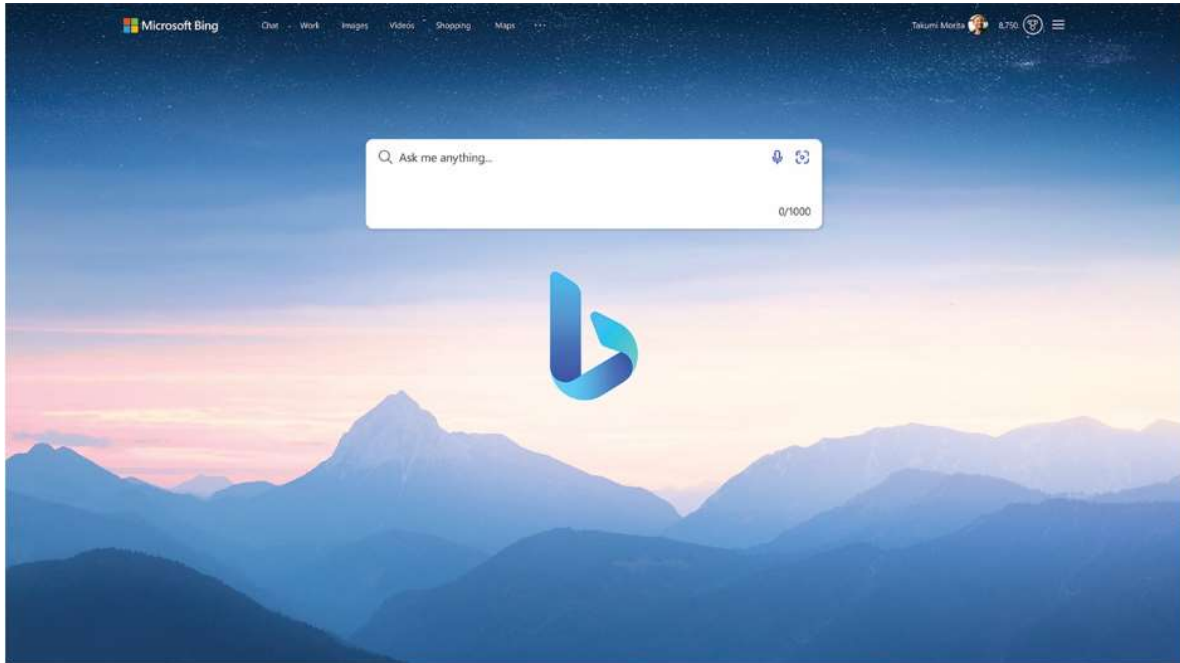 Microsoft Bing Chat Work Images Videos Shopping Maps ... Takumi Morita 8,750
Ask me anything...
0/1000